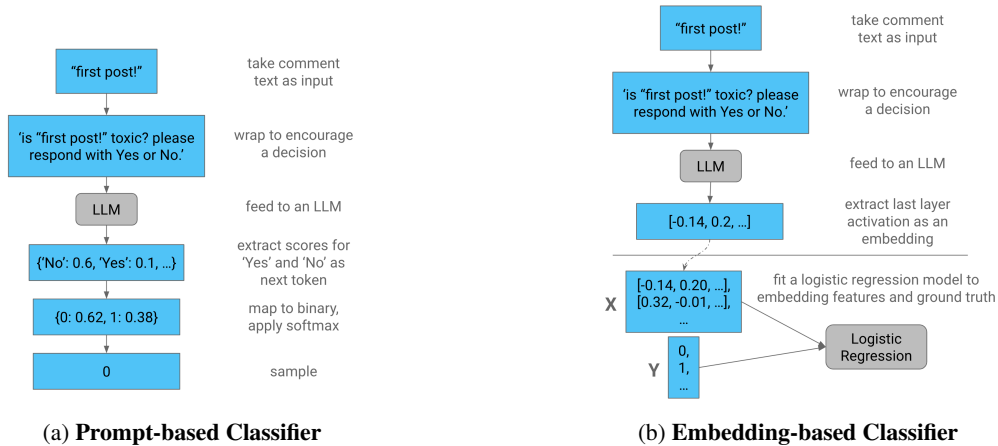 “first post!”
take comment
text as input
‘is “first post!” toxic? please
respond with Yes or No.’
wrap to encourage
a decision
LLM
feed to an LLM
{‘No’: 0.6, ‘Yes’: 0.1, ...}
extract scores for
‘Yes’ and ‘No’ as
next token
{0: 0.62, 1: 0.38}
map to binary,
apply softmax
0
sample
(a) Prompt-based Classifier
“first post!”
take comment
text as input
‘is “first post!” toxic? please
respond with Yes or No.’
wrap to encourage
a decision
LLM
feed to an LLM
[-0.14, 0.2, ...]
extract last layer
activation as an
embedding
X
[-0.14, 0.20, ...],
[0.32, -0.01, ...],
...
fit a logistic regression model to
embedding features and ground truth
Y
0,
1,
...
Logistic
Regression
(b) Embedding-based Classifier